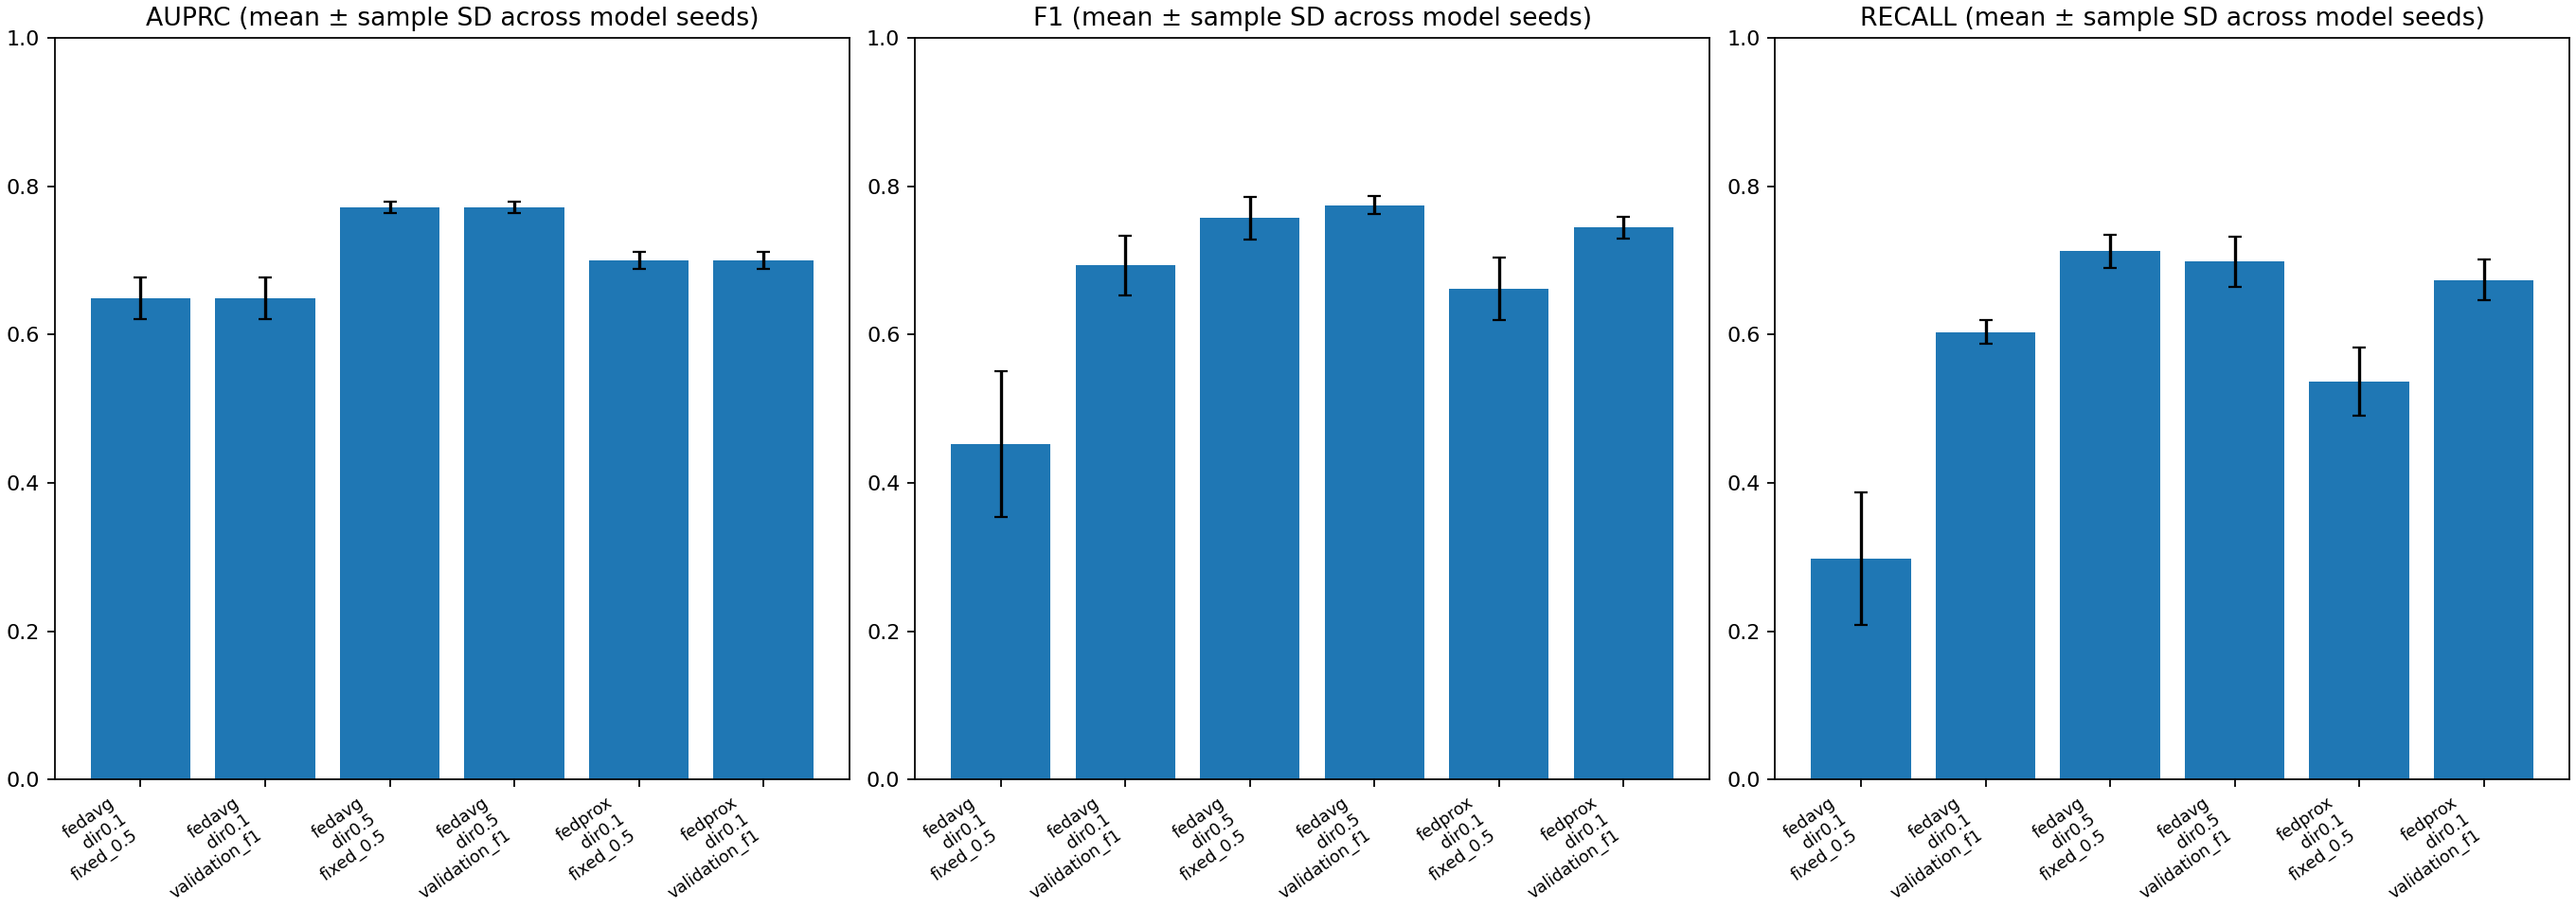 AUPRC (mean ± sample SD across model seeds)
1.0
0.8
0.6
0.4
0.2
0.0
fedavg
dir0.1
fixed_0.5
fedavg
dir0.1
validation_f1
fedavg
dir0.5
fixed_0.5
fedavg
dir0.5
validation_f1
fedprox
dir0.1
fixed_0.5
fedprox
dir0.1
validation_f1
F1 (mean ± sample SD across model seeds)
1.0
0.8
0.6
0.4
0.2
0.0
fedavg
dir0.1
fixed_0.5
fedavg
dir0.1
validation_f1
fedavg
dir0.5
fixed_0.5
fedavg
dir0.5
validation_f1
fedprox
dir0.1
fixed_0.5
fedprox
dir0.1
validation_f1
RECALL (mean ± sample SD across model seeds)
1.0
0.8
0.6
0.4
0.2
0.0
fedavg
dir0.1
fixed_0.5
fedavg
dir0.1
validation_f1
fedavg
dir0.5
fixed_0.5
fedavg
dir0.5
validation_f1
fedprox
dir0.1
fixed_0.5
fedprox
dir0.1
validation_f1